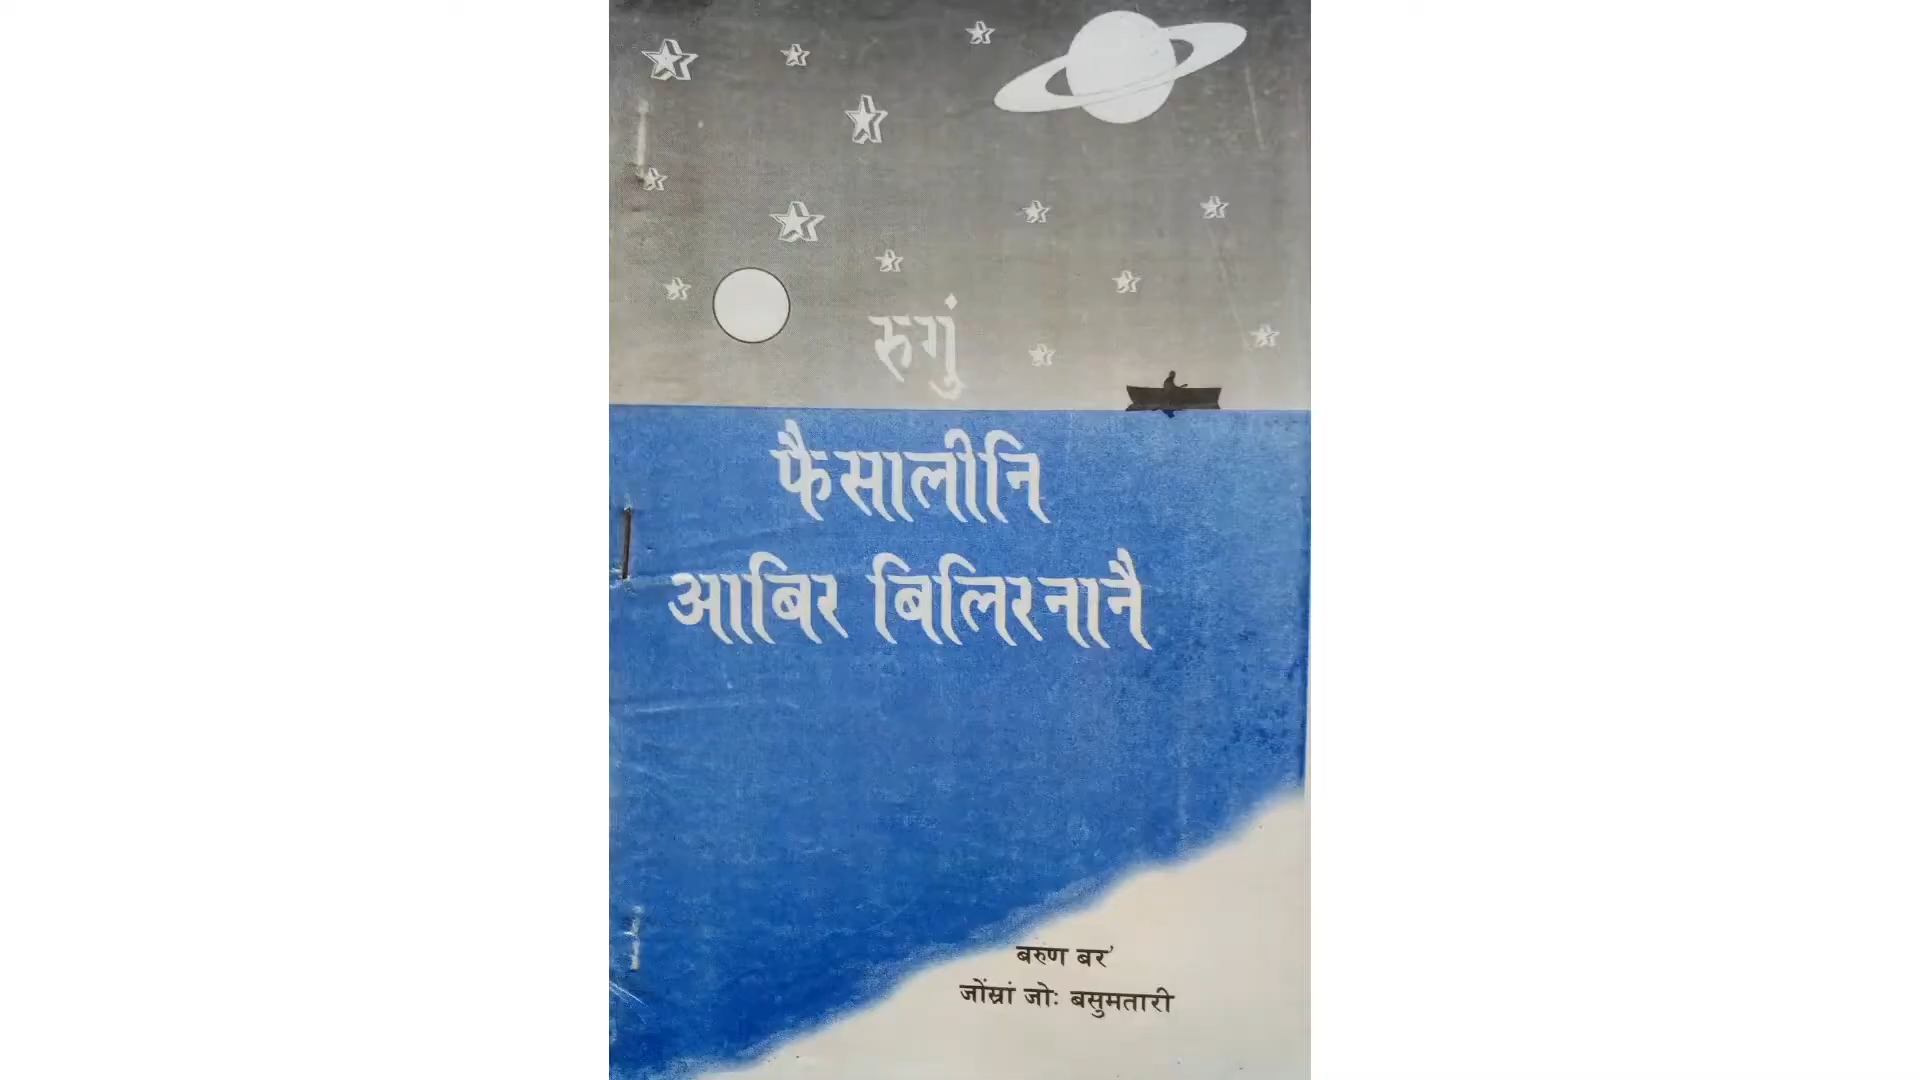 रुगुं
फैसालीनि
आबिर बिलिरनानै
बरुण बर'
जोंस्रां जोः बसुमतारी